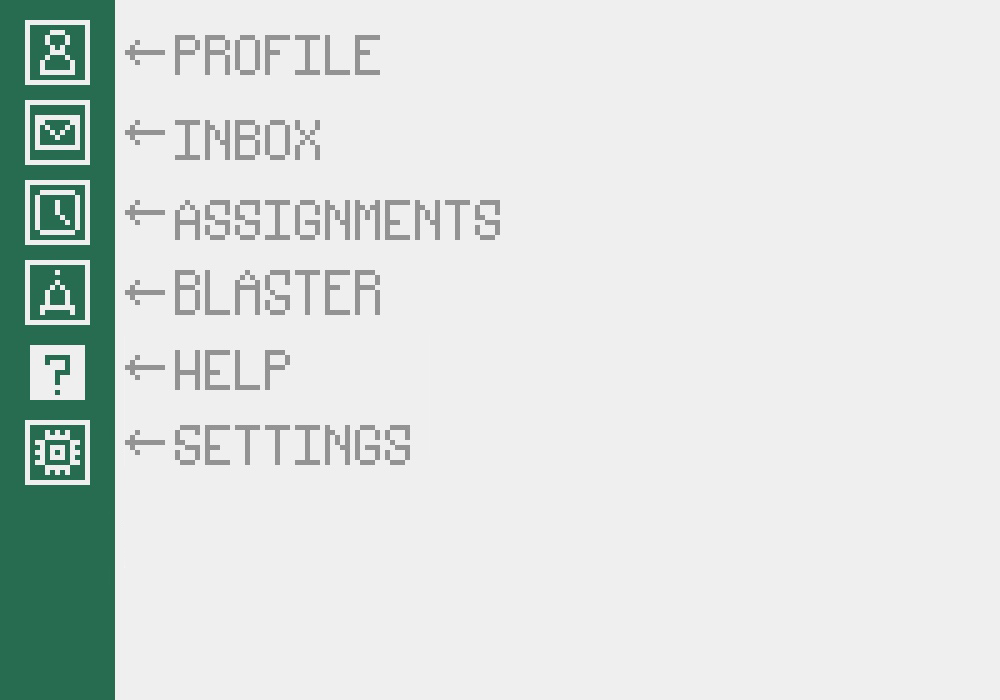 ←PROFILE
←INBOX
←ASSIGNMENTS
←BLASTER
? ←HELP
←SETTINGS